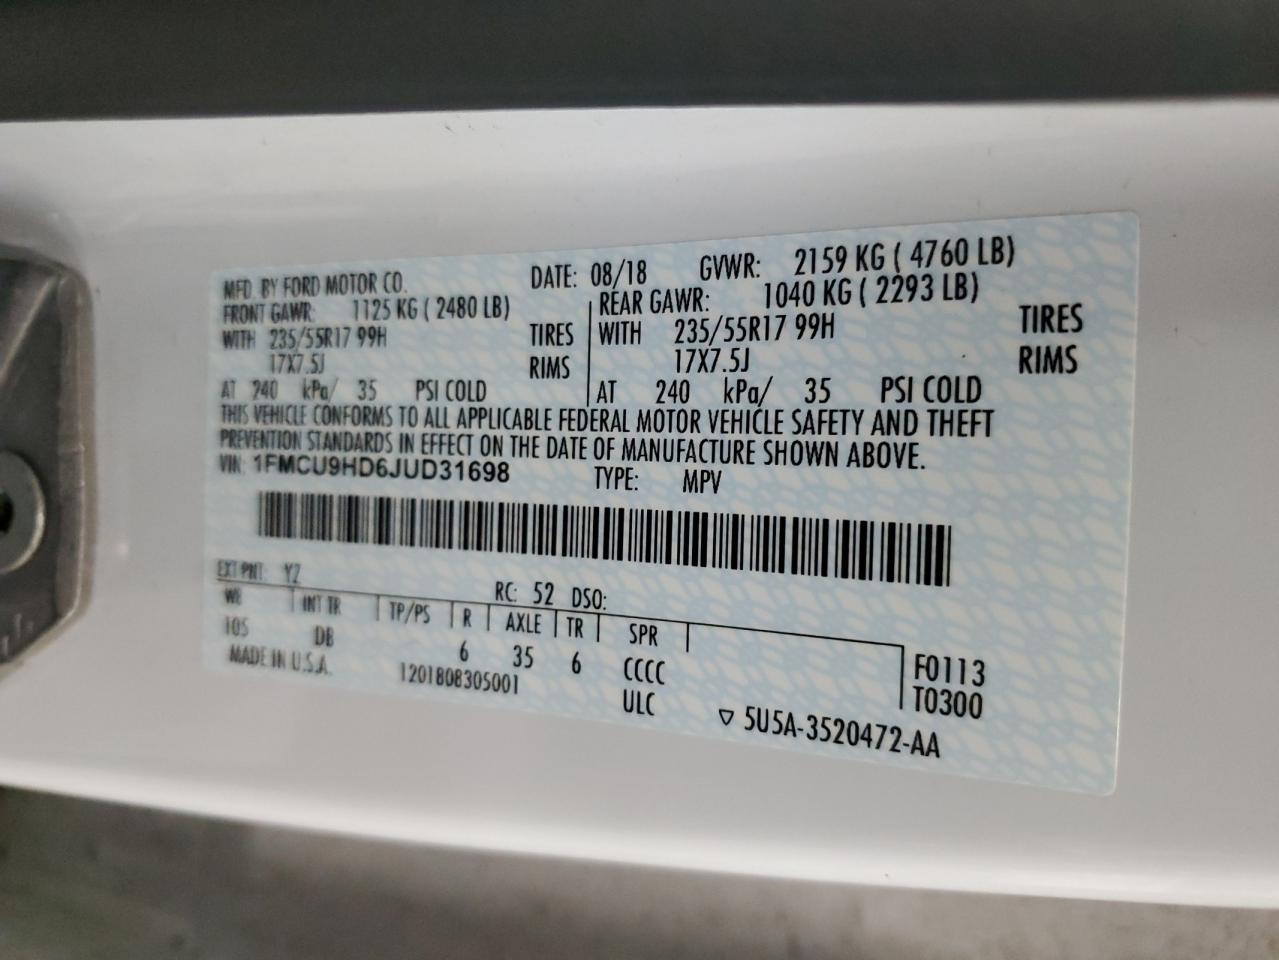 MFD. BY FORD MOTOR CO. DATE: 08/18 GVWR: 2159 KG ( 4760 LB)
FRONT GAWR: 1125 KG ( 2480 LB) REAR GAWR: 1040 KG ( 2293 LB)
WITH 235/55R17 99H TIRES WITH 235/55R17 99H TIRES
17X7.5J RIMS 17X7.5J RIMS
AT 240 kPa/ 35 PSI COLD AT 240 kPa/ 35 PSI COLD
THIS VEHICLE CONFORMS TO ALL APPLICABLE FEDERAL MOTOR VEHICLE SAFETY AND THEFT
PREVENTION STANDARDS IN EFFECT ON THE DATE OF MANUFACTURE SHOWN ABOVE.
VIN: 1FMCU9HD6JUD31698 TYPE: MPV
EXT PNT: YZ RC: 52 DSO:
WB INT TR TP/PS R AXLE TR SPR
105 DB 6 35 6 CCCC F0113
MADE IN U.S.A. 1201808305001 ULC T0300
▽ 5U5A-3520472-AA